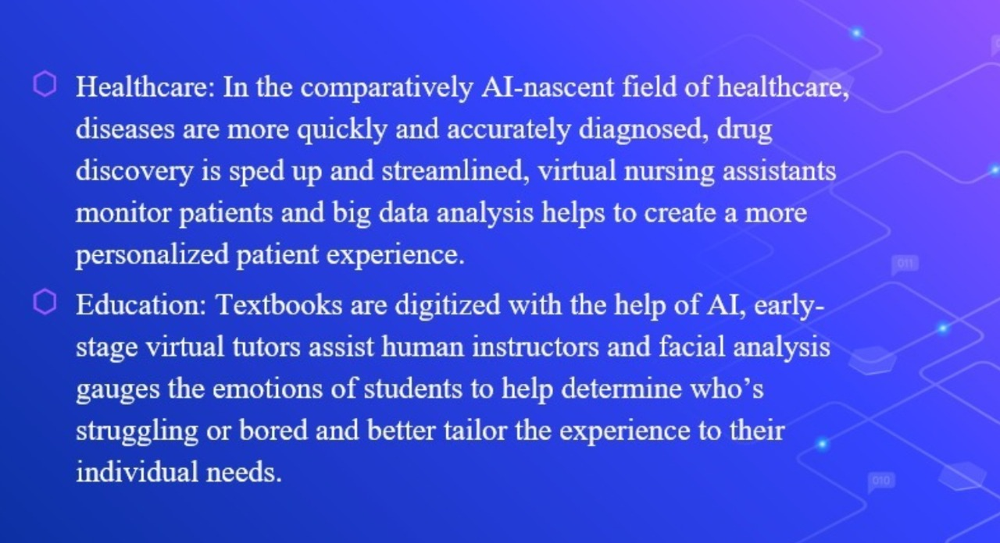 Healthcare: In the comparatively AI-nascent field of healthcare,
diseases are more quickly and accurately diagnosed, drug
discovery is sped up and streamlined, virtual nursing assistants
monitor patients and big data analysis helps to create a more
personalized patient experience.
011
Education: Textbooks are digitized with the help of AI, early-
stage virtual tutors assist human instructors and facial analysis
gauges the emotions of students to help determine who’s
struggling or bored and better tailor the experience to their
individual needs.
010